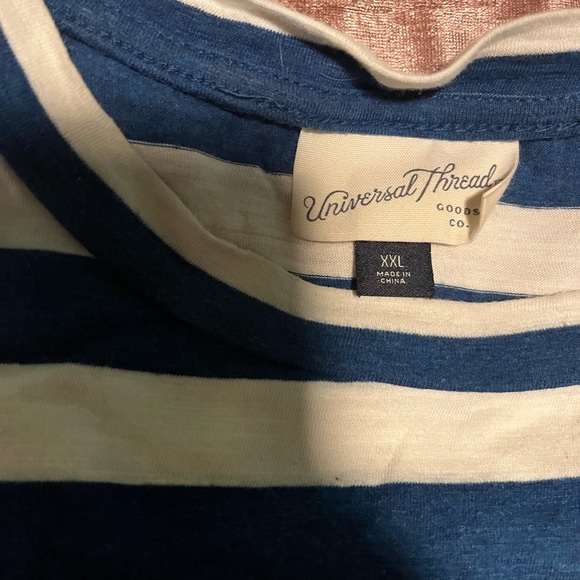 Universal Thread
GOODS
CO.
XXL
MADE IN
CHINA